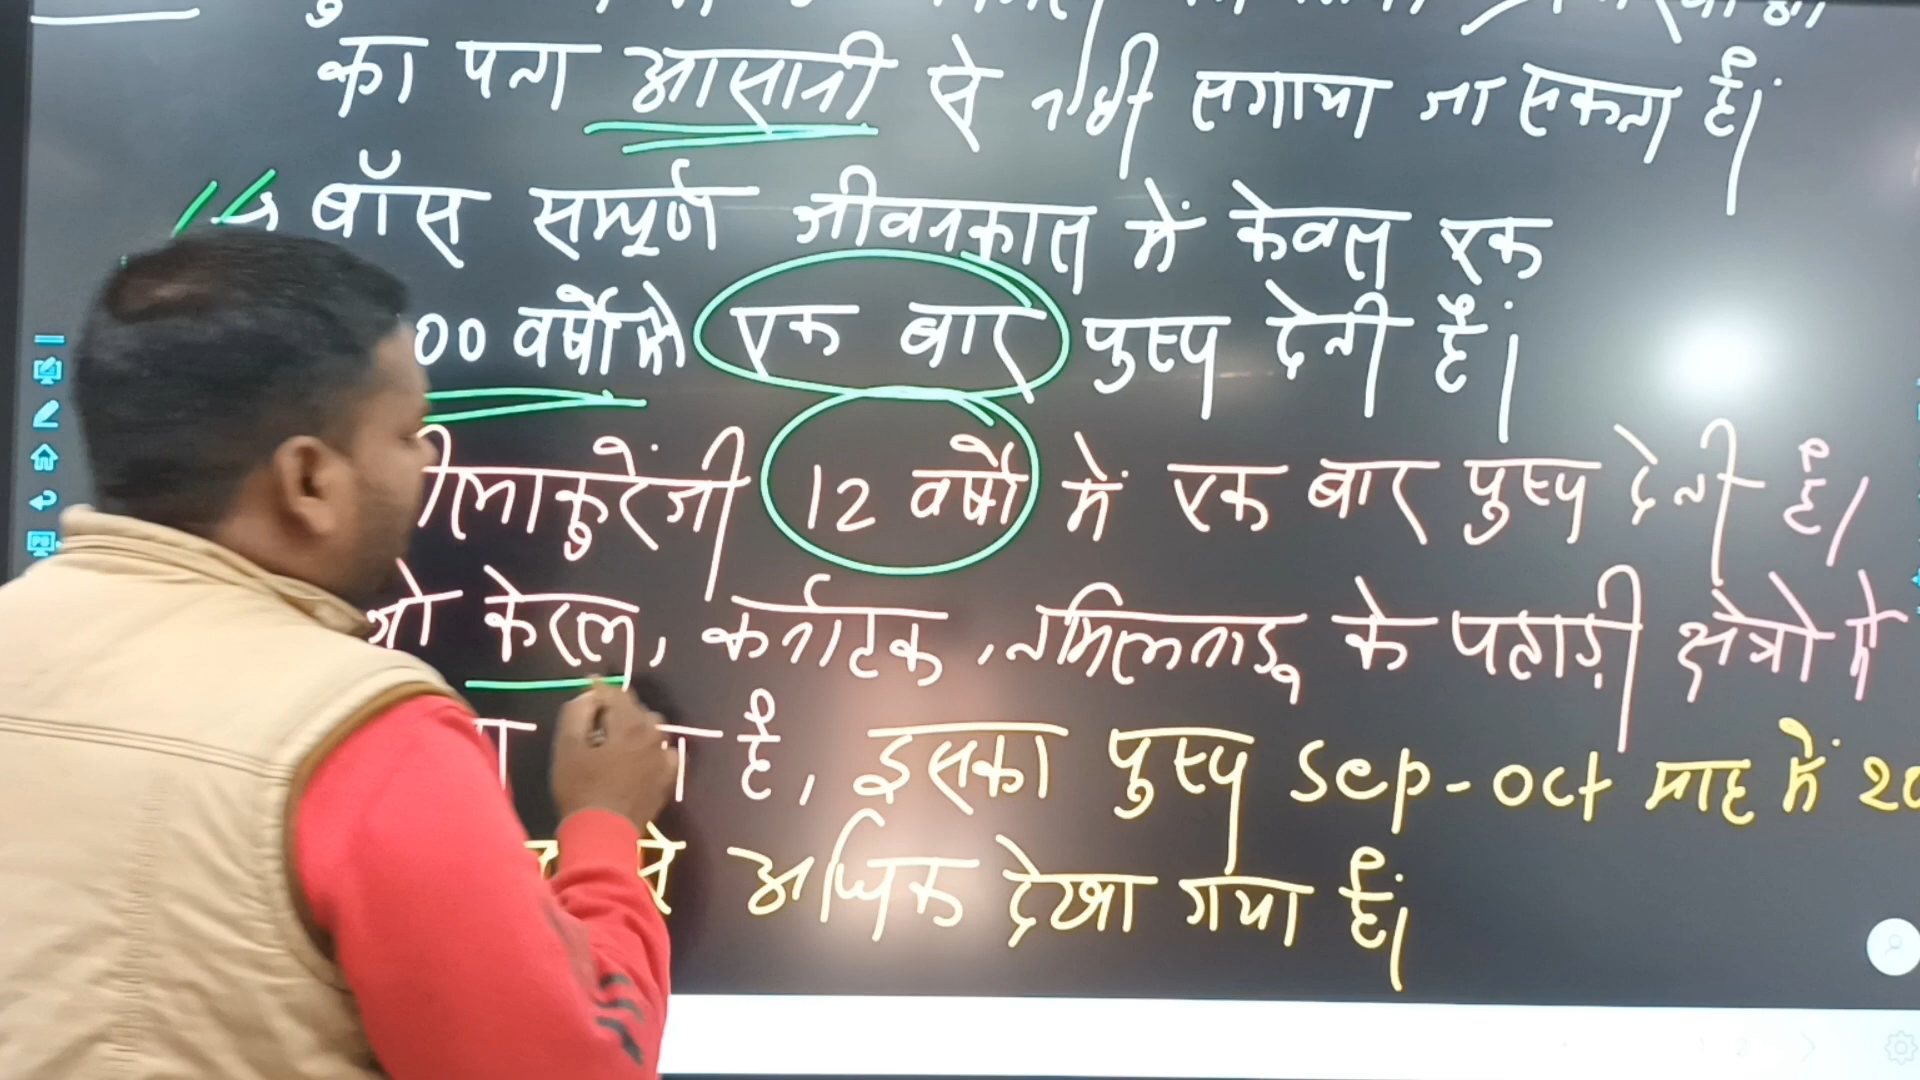 का पता आसानी से नहीं लगाया जा सकता है।
→ बाँस सम्पूर्ण जीवनकाल में केवल एक
00 वर्षो में एक बार पुष्प देती है।
ीलाकुरेंजी 12 वर्षो में एक बार पुष्प देती है।
जो केरल, कर्नाटक, तमिलनाडू के पहाड़ी क्षेत्रो में
है, इसका पुष्प Sep-oct माह में 20
से अधिक देखा गया है।